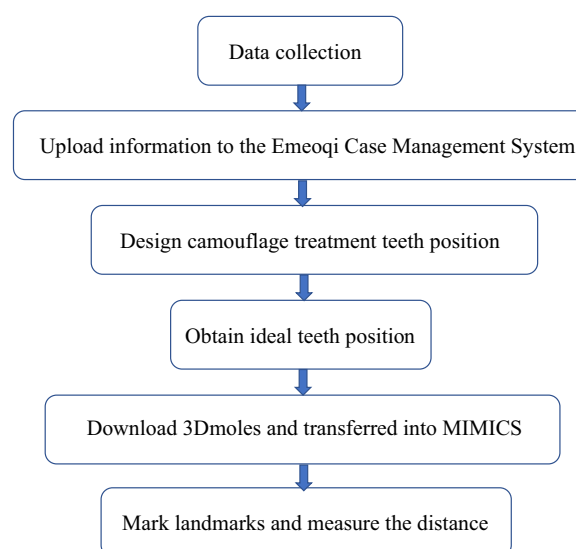 Data collection
Upload information to the Emeoqi Case Management System
Design camouflage treatment teeth position
Obtain ideal teeth position
Download 3Dmoles and transferred into MIMICS
Mark landmarks and measure the distance